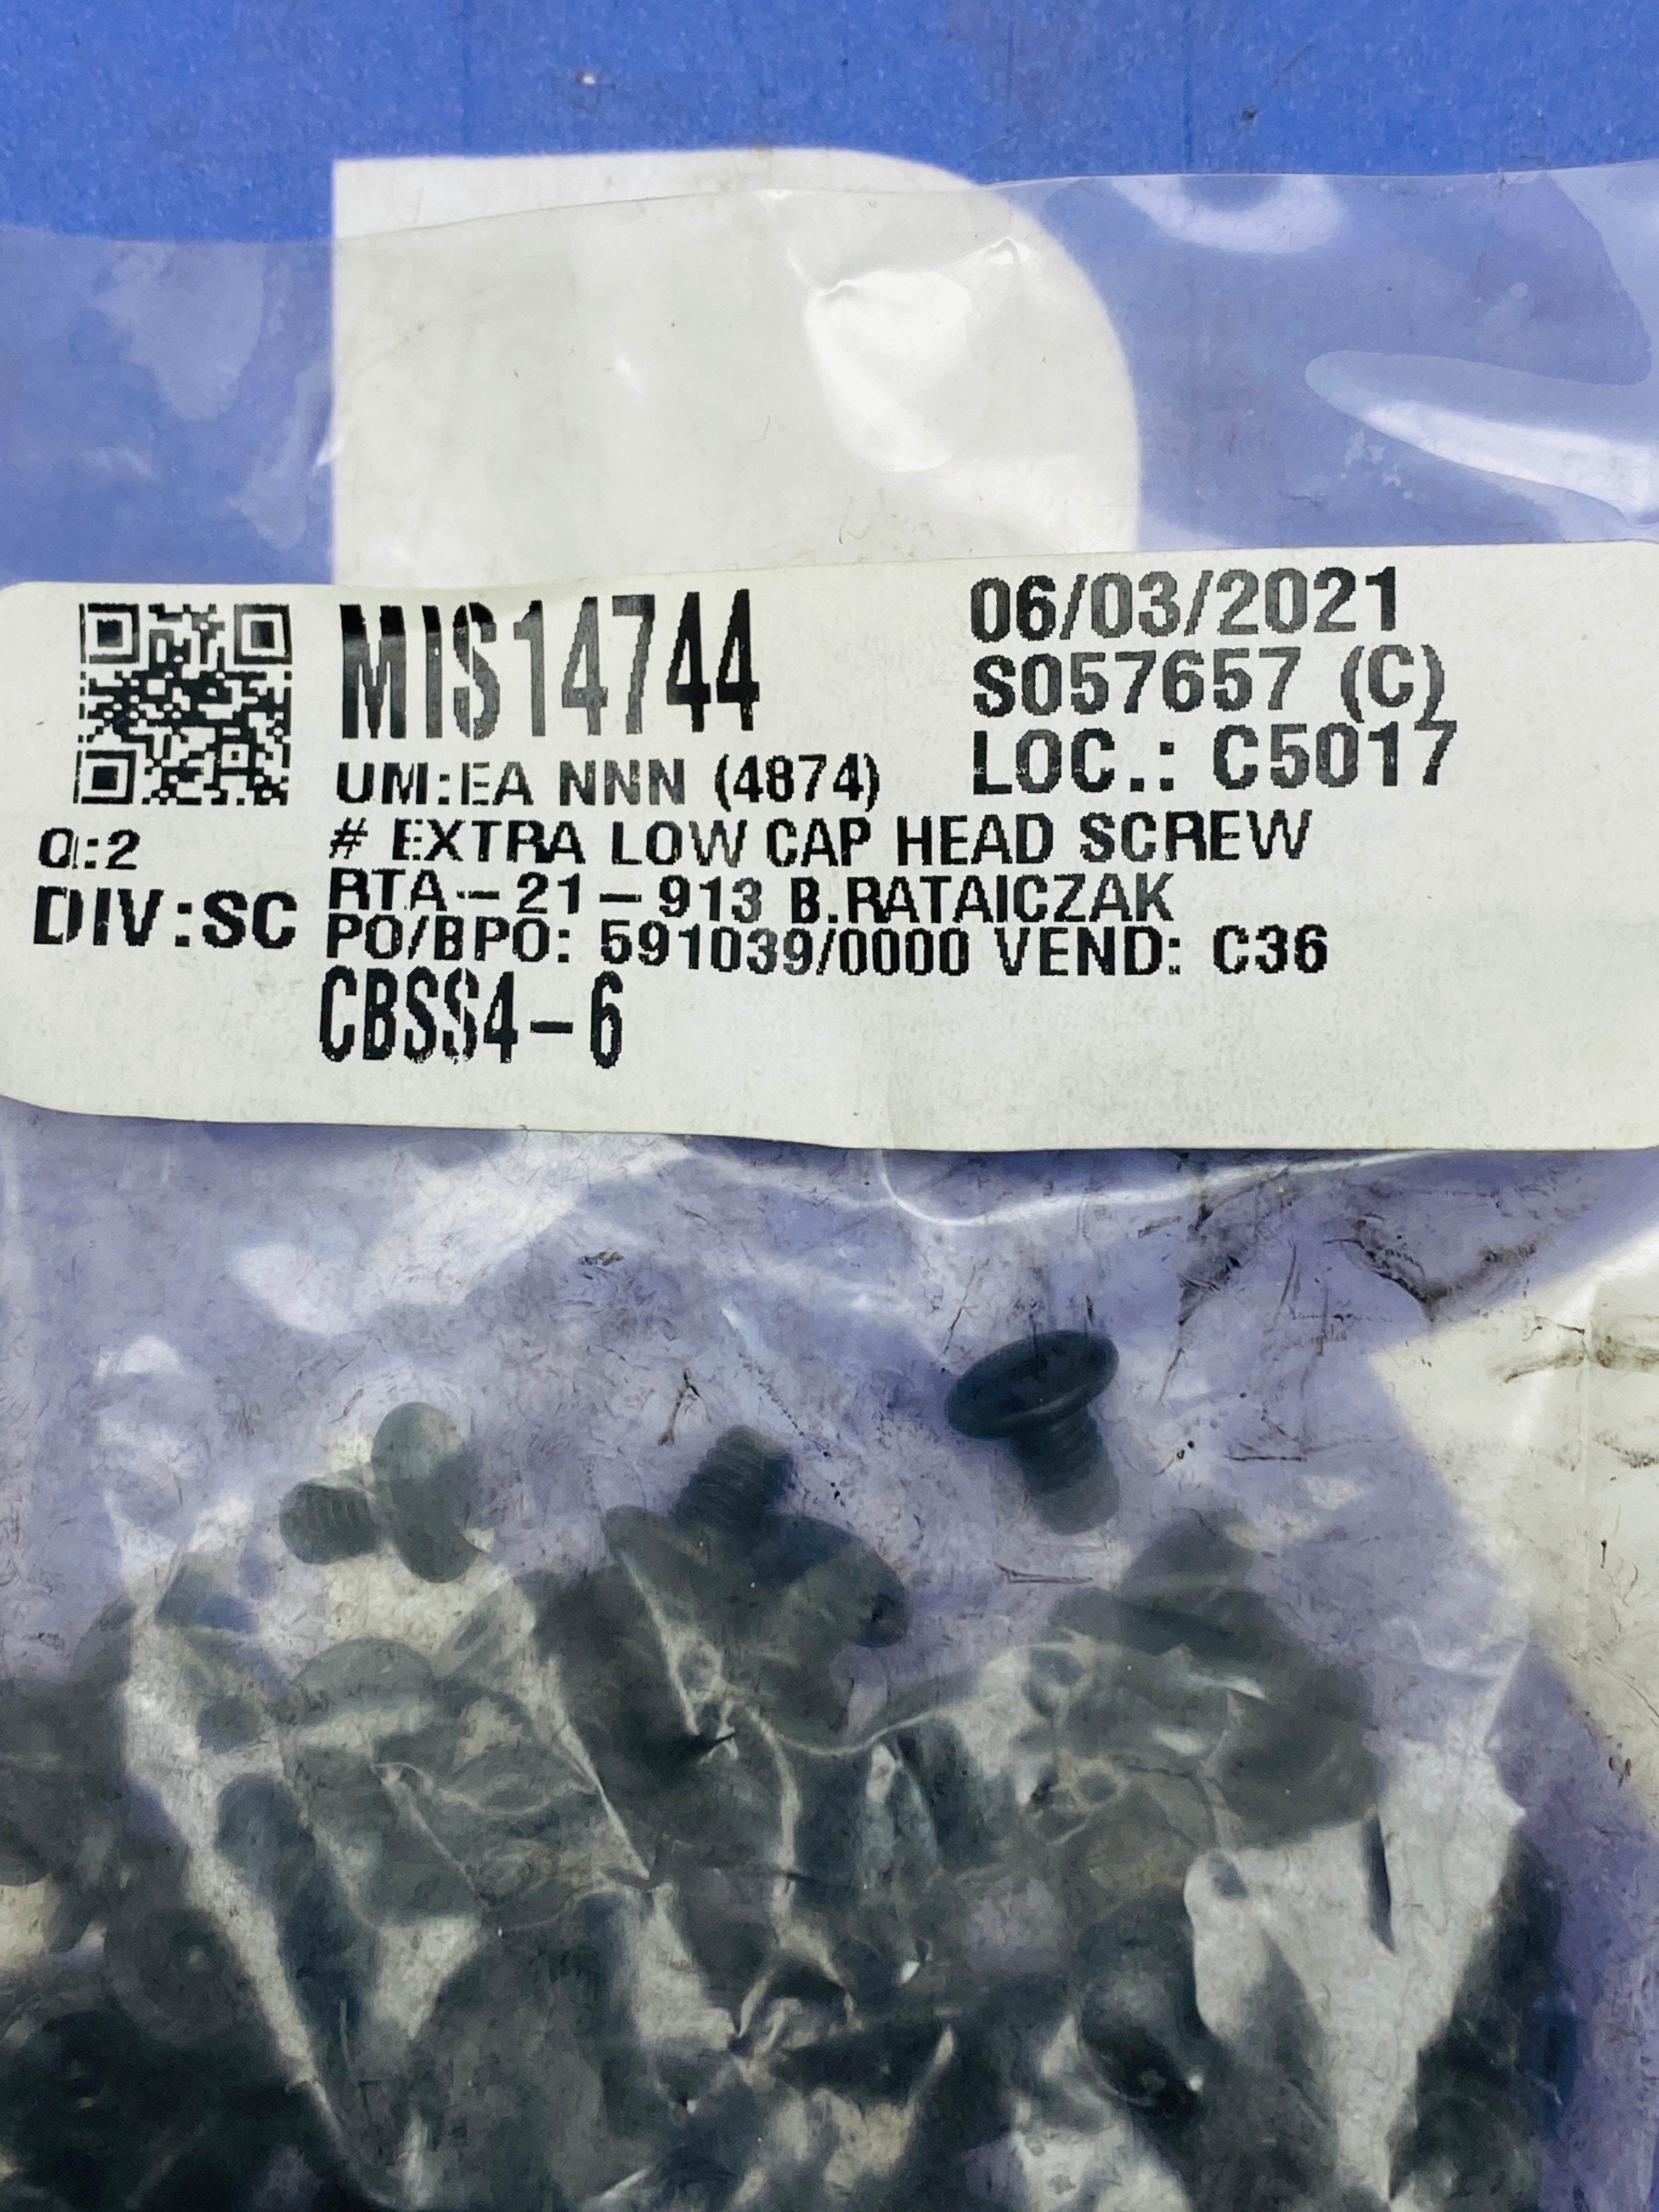 MIS14744
06/03/2021
S057657 (C)
LOC.: C5017
UM:EA NNN (4874)
Q:2
# EXTRA LOW CAP HEAD SCREW
RTA-21-913 B.RATAICZAK
DIV:SC
PO/BPO: 591039/0000 VEND: C36
CBSS4-6